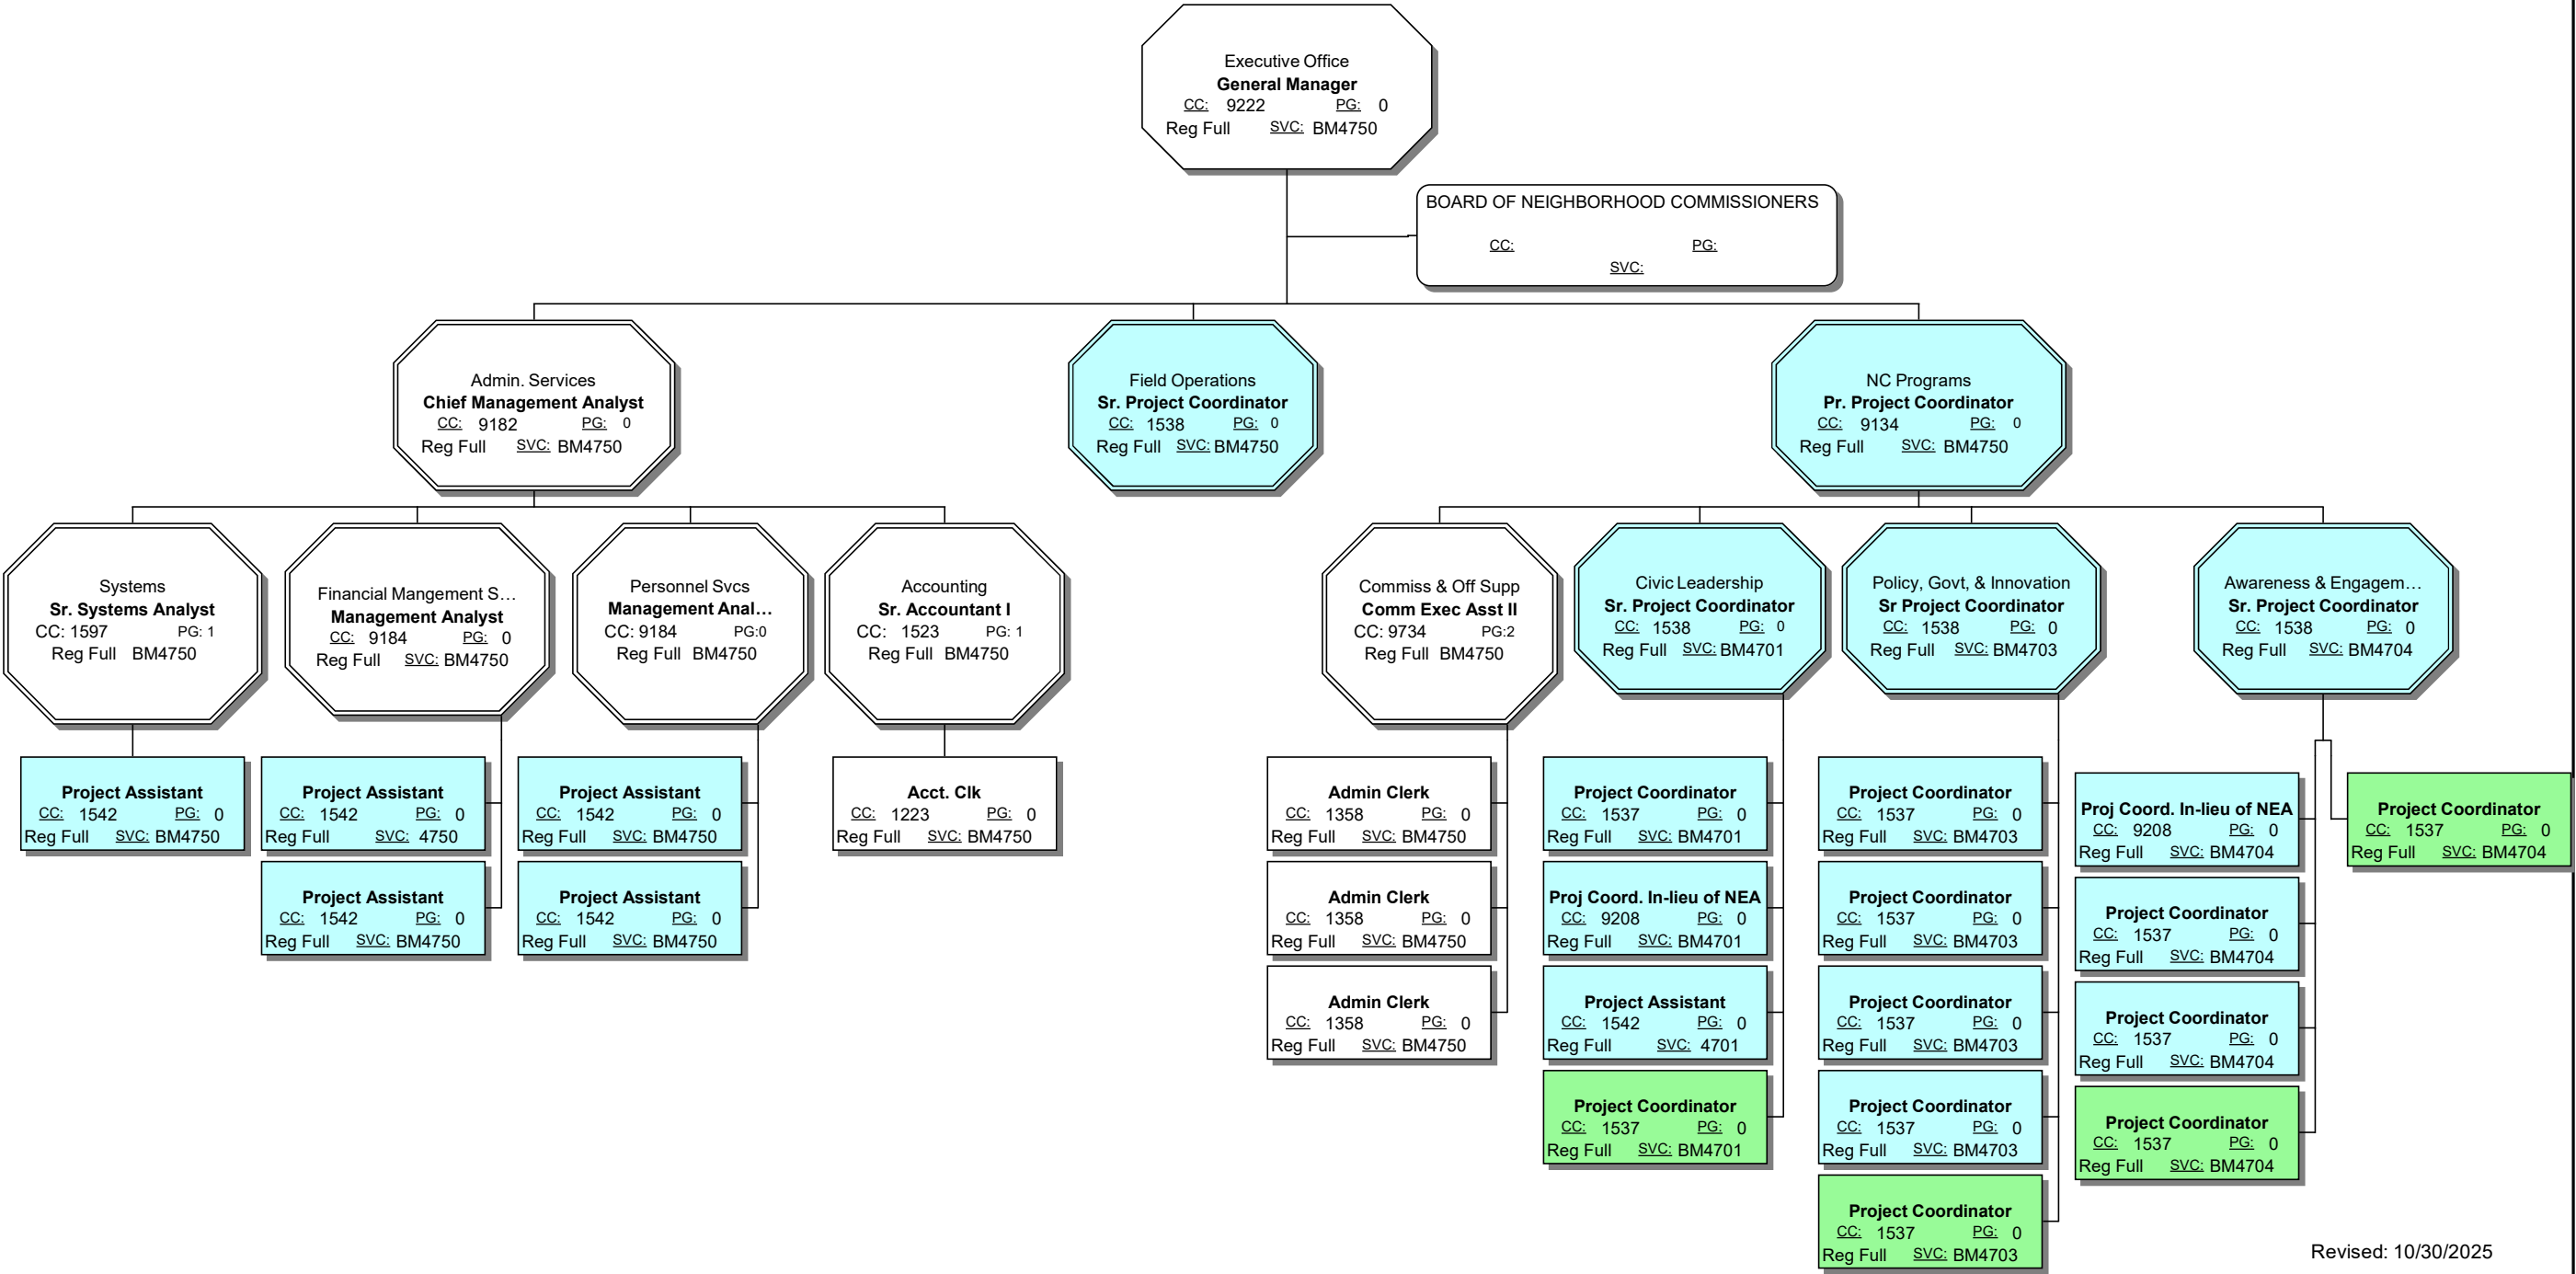 Executive Office
General Manager
CC: 9222 PG: 0
Reg Full SVC: BM4750
BOARD OF NEIGHBORHOOD COMMISSIONERS
CC: PG:
SVC:
Admin. Services
Chief Management Analyst
CC: 9182 PG: 0
Reg Full SVC: BM4750
Field Operations
Sr. Project Coordinator
CC: 1538 PG: 0
Reg Full SVC: BM4750
NC Programs
Pr. Project Coordinator
CC: 9134 PG: 0
Reg Full SVC: BM4750
Systems
Sr. Systems Analyst
CC: 1597 PG: 1
Reg Full BM4750
Financial Mangement S...
Management Analyst
CC: 9184 PG: 0
Reg Full SVC: BM4750
Personnel Svcs
Management Anal...
CC: 9184 PG:0
Reg Full BM4750
Accounting
Sr. Accountant I
CC: 1523 PG: 1
Reg Full BM4750
Commiss & Off Supp
Comm Exec Asst II
CC: 9734 PG:2
Reg Full BM4750
Civic Leadership
Sr. Project Coordinator
CC: 1538 PG: 0
Reg Full SVC: BM4701
Policy, Govt, & Innovation
Sr Project Coordinator
CC: 1538 PG: 0
Reg Full SVC: BM4703
Awareness & Engagem...
Sr. Project Coordinator
CC: 1538 PG: 0
Reg Full SVC: BM4704
Project Assistant
CC: 1542 PG: 0
Reg Full SVC: BM4750
Project Assistant
CC: 1542 PG: 0
Reg Full SVC: 4750
Project Assistant
CC: 1542 PG: 0
Reg Full SVC: BM4750
Project Assistant
CC: 1542 PG: 0
Reg Full SVC: BM4750
Project Assistant
CC: 1542 PG: 0
Reg Full SVC: BM4750
Acct. Clk
CC: 1223 PG: 0
Reg Full SVC: BM4750
Admin Clerk
CC: 1358 PG: 0
Reg Full SVC: BM4750
Admin Clerk
CC: 1358 PG: 0
Reg Full SVC: BM4750
Admin Clerk
CC: 1358 PG: 0
Reg Full SVC: BM4750
Project Coordinator
CC: 1537 PG: 0
Reg Full SVC: BM4701
Proj Coord. In-lieu of NEA
CC: 9208 PG: 0
Reg Full SVC: BM4701
Project Assistant
CC: 1542 PG: 0
Reg Full SVC: 4701
Project Coordinator
CC: 1537 PG: 0
Reg Full SVC: BM4701
Project Coordinator
CC: 1537 PG: 0
Reg Full SVC: BM4703
Project Coordinator
CC: 1537 PG: 0
Reg Full SVC: BM4703
Project Coordinator
CC: 1537 PG: 0
Reg Full SVC: BM4703
Project Coordinator
CC: 1537 PG: 0
Reg Full SVC: BM4703
Project Coordinator
CC: 1537 PG: 0
Reg Full SVC: BM4703
Proj Coord. In-lieu of NEA
CC: 9208 PG: 0
Reg Full SVC: BM4704
Project Coordinator
CC: 1537 PG: 0
Reg Full SVC: BM4704
Project Coordinator
CC: 1537 PG: 0
Reg Full SVC: BM4704
Project Coordinator
CC: 1537 PG: 0
Reg Full SVC: BM4704
Project Coordinator
CC: 1537 PG: 0
Reg Full SVC: BM4704
Revised: 10/30/2025